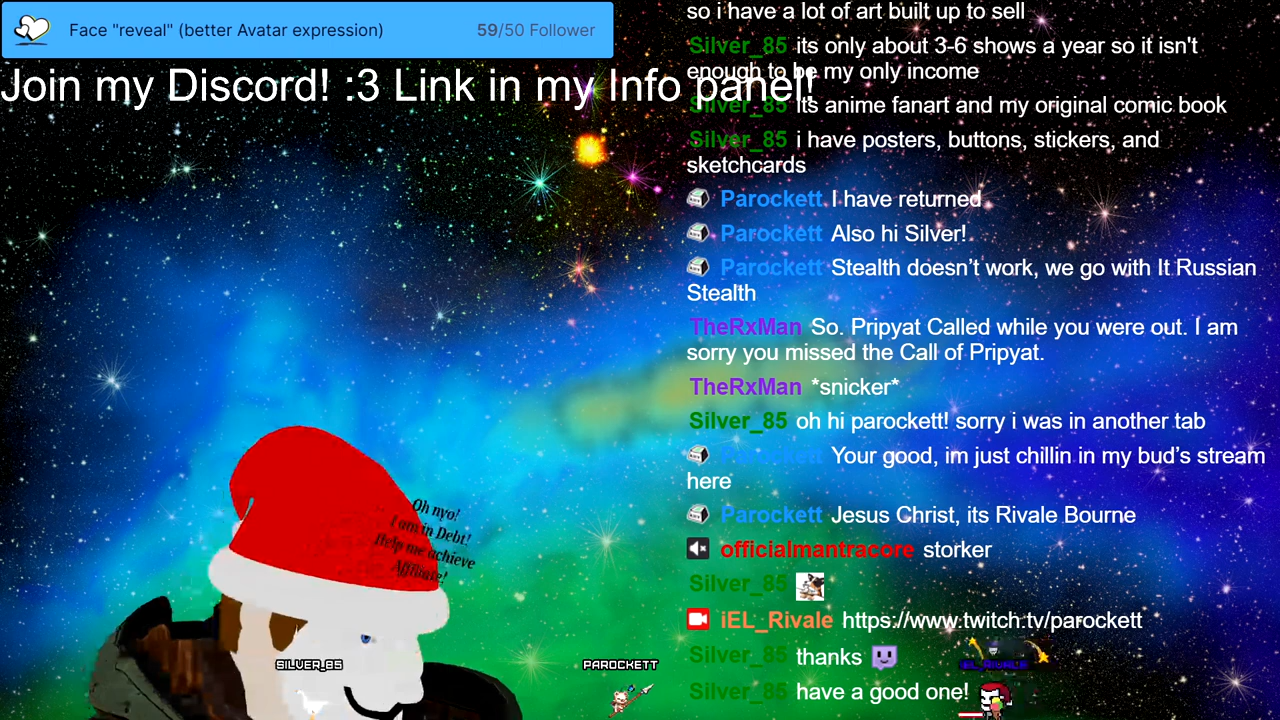 Face "reveal" (better Avatar expression) 59/50 Follower
Join my Discord! :3 Link in my Info panel!
so i have a lot of art built up to sell
Silver_85 its only about 3-6 shows a year so it isn't
enough to be my only income
Silver_85 Its anime fanart and my original comic book
Silver_85 i have posters, buttons, stickers, and
sketchcards
Parockett I have returned
Parockett Also hi Silver!
Parockett Stealth doesn’t work, we go with It Russian
Stealth
TheRxMan So. Pripyat Called while you were out. I am
sorry you missed the Call of Pripyat.
TheRxMan *snicker*
Silver_85 oh hi parockett! sorry i was in another tab
Parockett Your good, im just chillin in my bud’s stream
here
Parockett Jesus Christ, its Rivale Bourne
officialmantracore storker
Silver_85
iEL_Rivale https://www.twitch.tv/parockett
Silver_85 thanks
Silver_85 have a good one!
Oh nyo!
I am in Debt!
Help me achieve
Affiliate!
SILVER_85
PAROCKETT
iEL_RIVALE